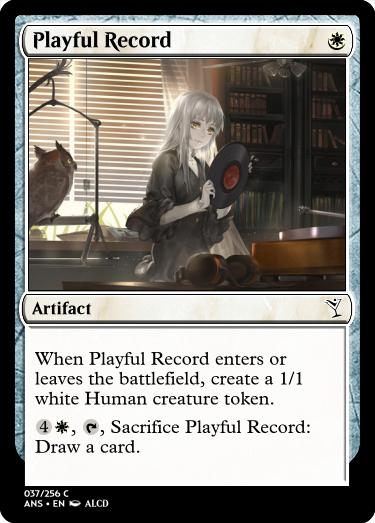 Playful Record
Artifact
When Playful Record enters or
leaves the battlefield, create a 1/1
white Human creature token.
4, , Sacrifice Playful Record:
Draw a card.
037/256 C
ANS • EN ALCD